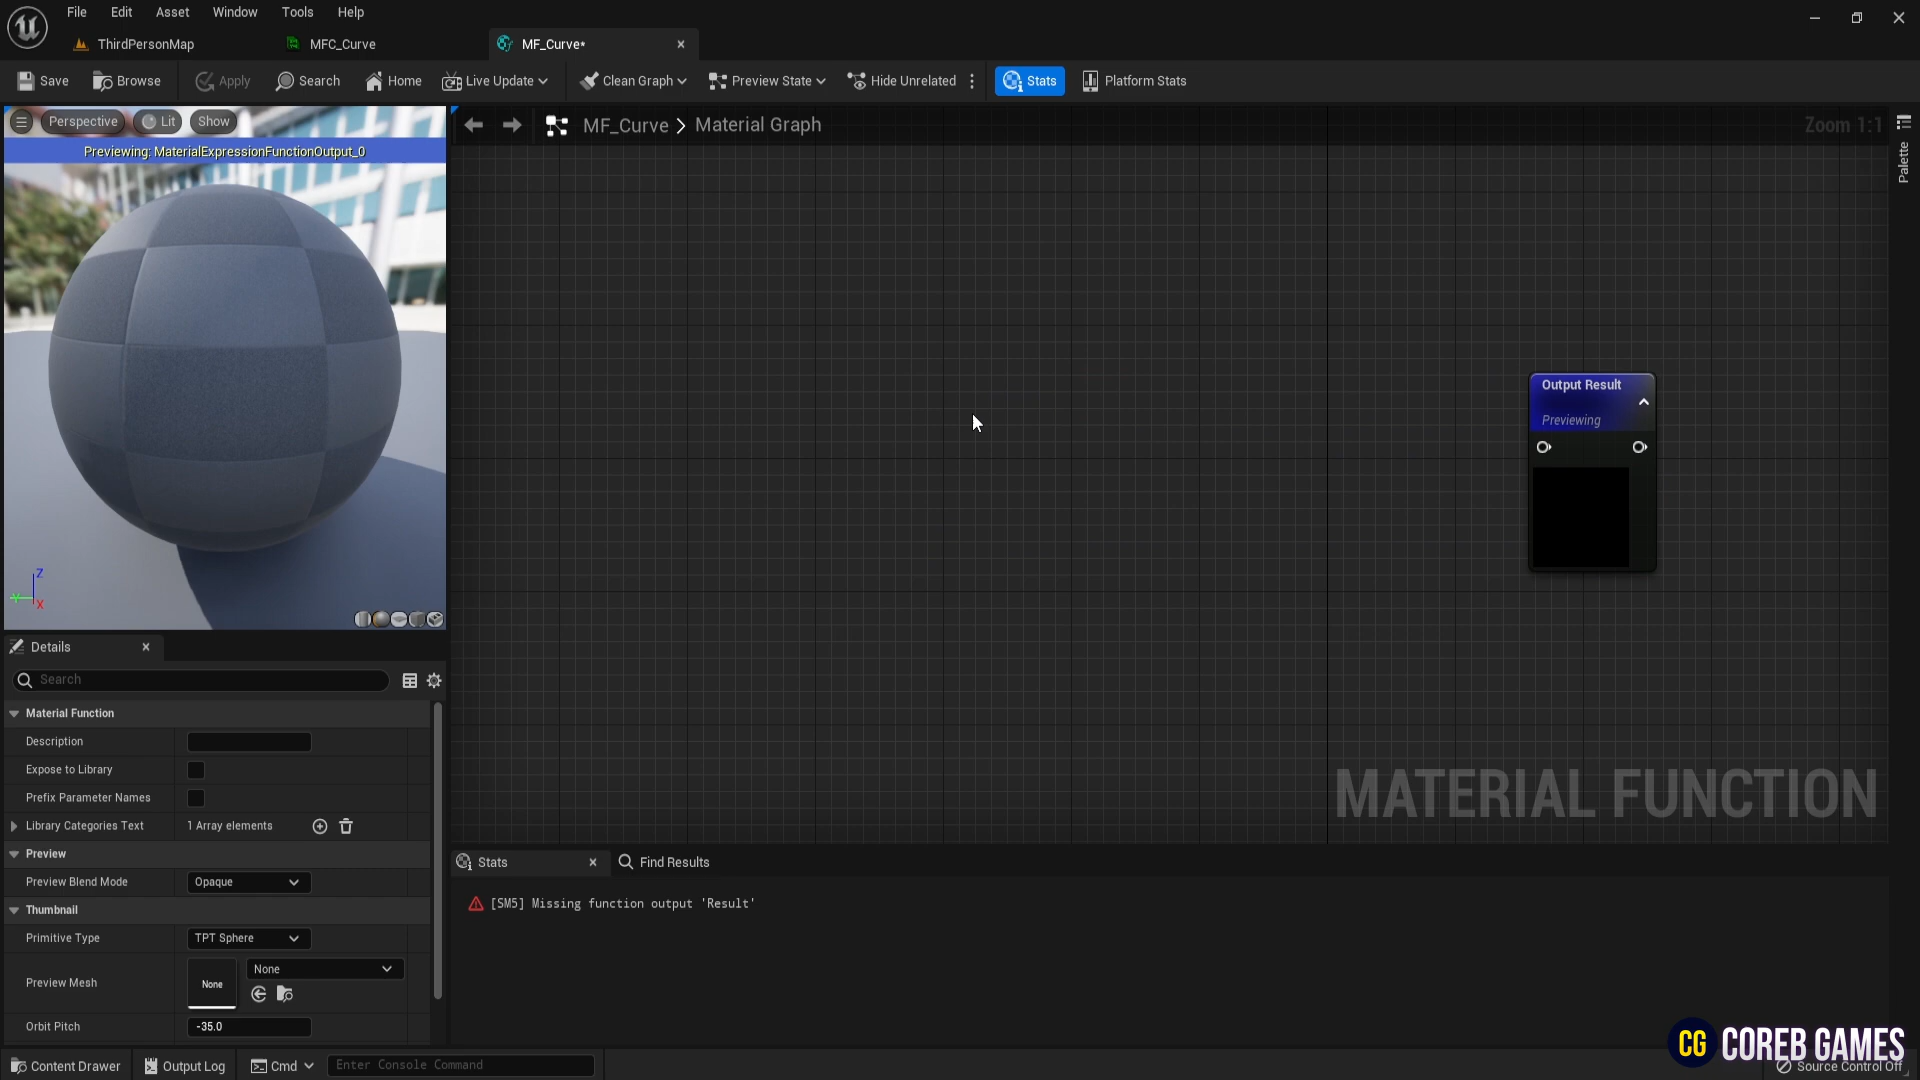 File Edit Asset Window Tools Help
ThirdPersonMap MFC_Curve MF_Curve*
Save Browse Apply Search Home Live Update Clean Graph Preview State Hide Unrelated Stats Platform Stats
Perspective Lit Show
Previewing: MaterialExpressionFunctionOutput_0
MF_Curve Material Graph
Zoom 1:1
Palette
Output Result
Previewing
Z
Y
X
MATERIAL FUNCTION
Details
Search
Material Function
Description
Expose to Library
Prefix Parameter Names
Library Categories Text 1 Array elements
Preview
Preview Blend Mode Opaque
Thumbnail
Primitive Type TPT Sphere
Preview Mesh None None
Orbit Pitch -35.0
Stats Find Results
[SM5] Missing function output 'Result'
CG COREB GAMES
Content Drawer Output Log Cmd Enter Console Command Source Control Off